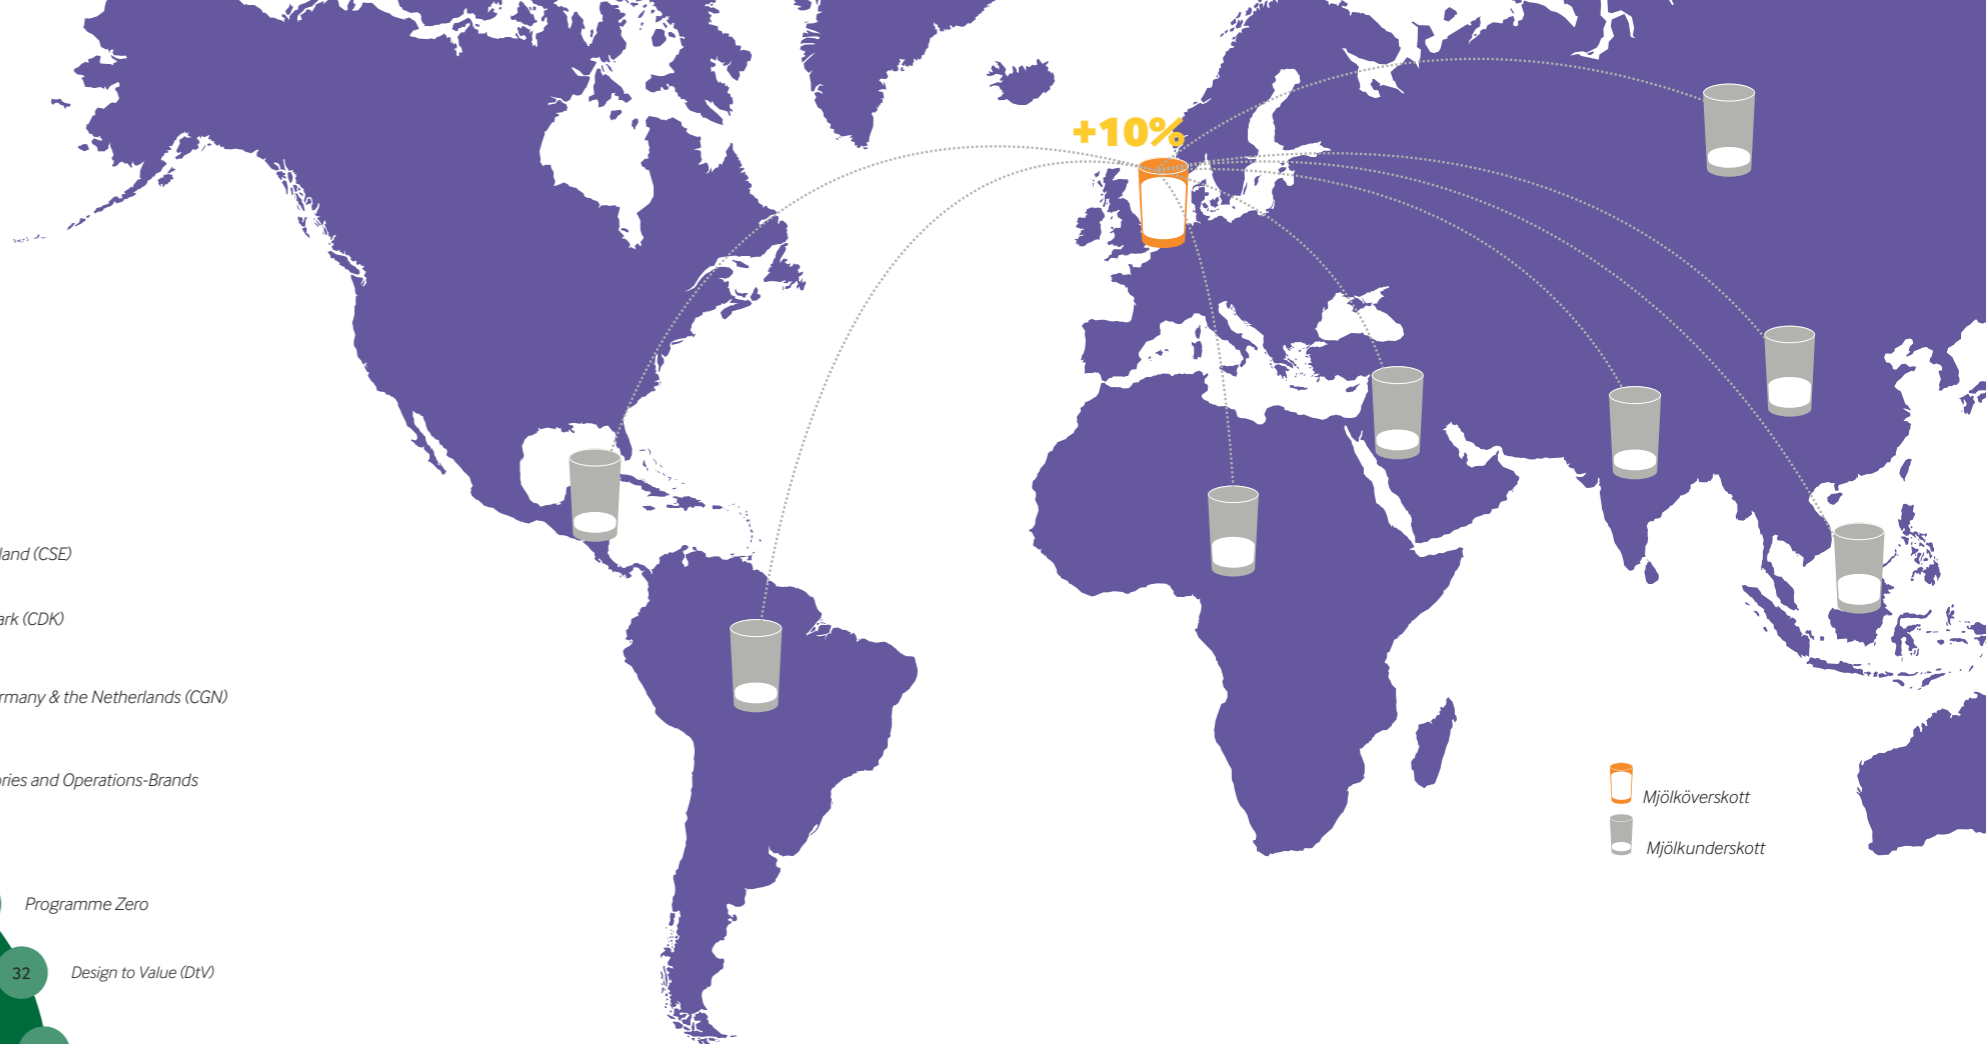 +10%
land (CSE)
ark (CDK)
rmany & the Netherlands (CGN)
ries and Operations-Brands
Mjölköverskott
Mjölkunderskott
Programme Zero
32
Design to Value (DtV)